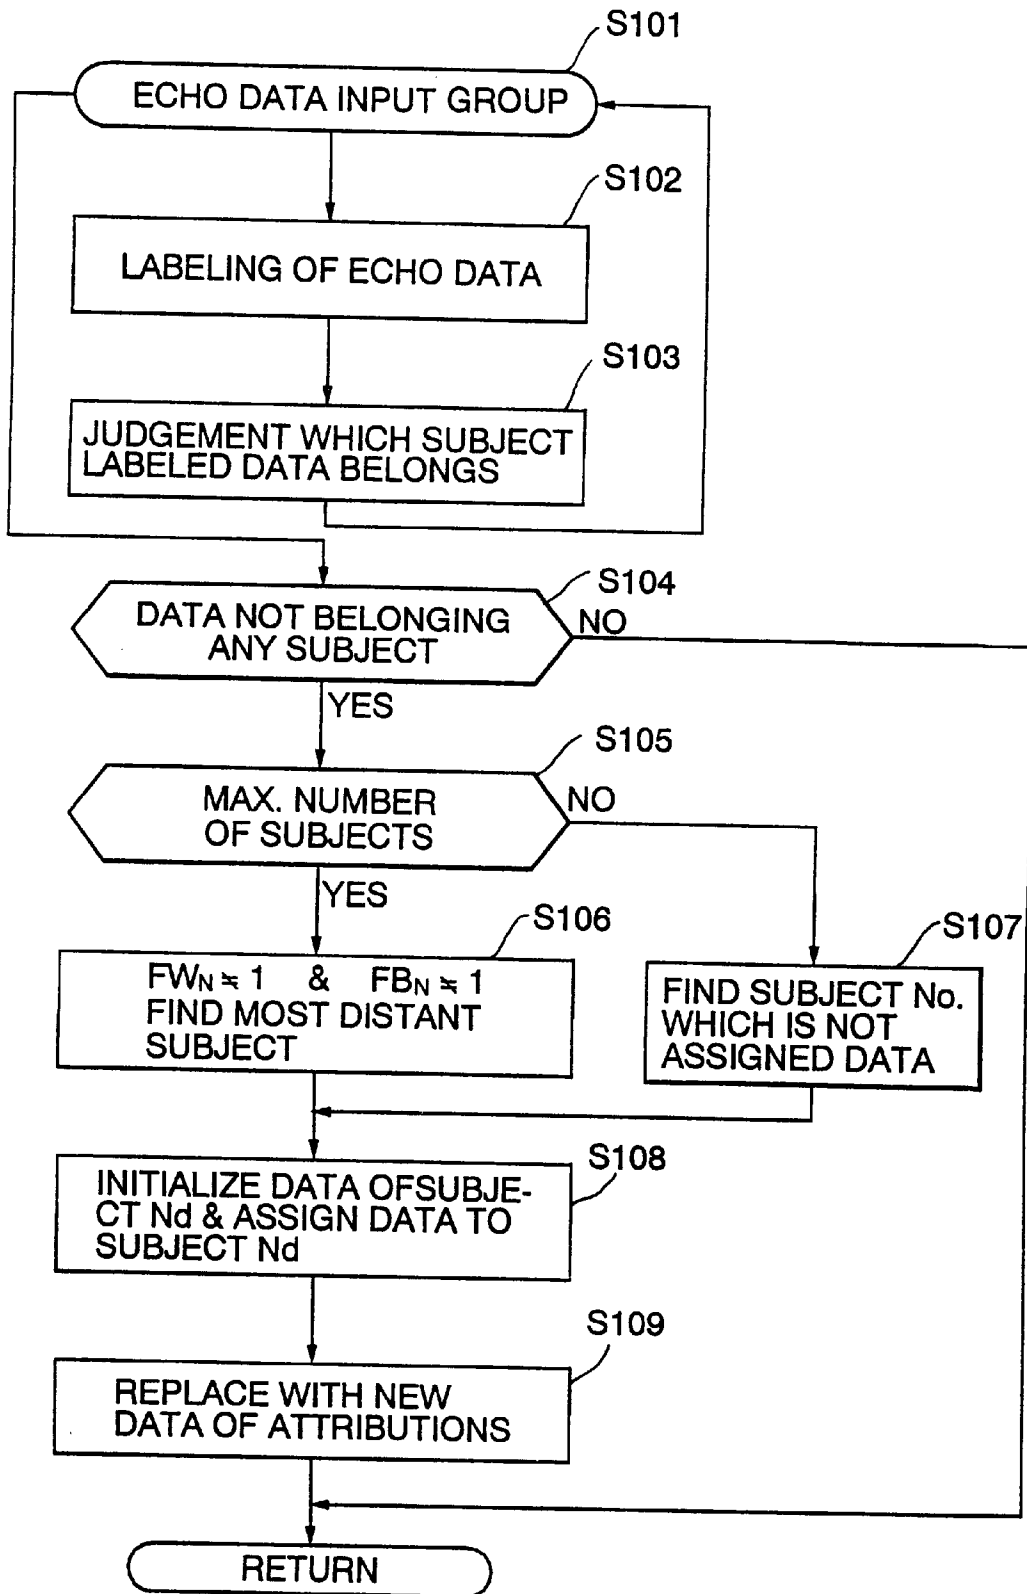 S101
ECHO DATA INPUT GROUP
S102
LABELING OF ECHO DATA
S103
JUDGEMENT WHICH SUBJECT
LABELED DATA BELONGS
S104
DATA NOT BELONGING
ANY SUBJECT
NO
YES
S105
MAX. NUMBER
OF SUBJECTS
NO
YES
S106
FWN ≒ 1 & FBN ≒ 1
FIND MOST DISTANT
SUBJECT
S107
FIND SUBJECT No.
WHICH IS NOT
ASSIGNED DATA
S108
INITIALIZE DATA OFSUBJE-
CT Nd & ASSIGN DATA TO
SUBJECT Nd
S109
REPLACE WITH NEW
DATA OF ATTRIBUTIONS
RETURN